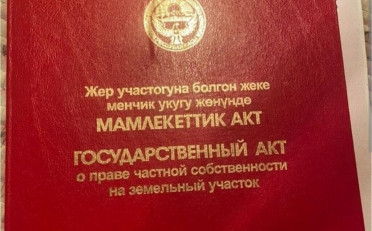 Жер участогуна болгон жеке
менчик укугу жөнүндө
МАМЛЕКЕТТИК АКТ
ГОСУДАРСТВЕННЫЙ АКТ
о праве частной собственности
на земельный участок